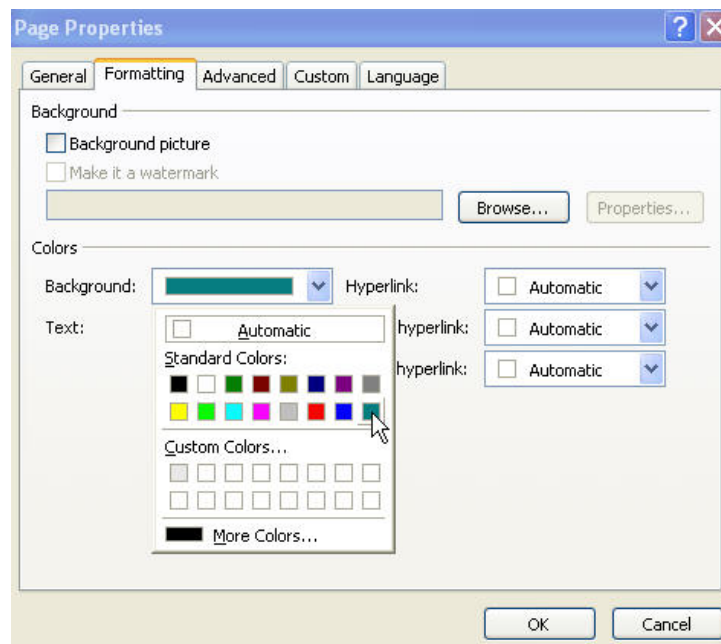 Page Properties
General Formatting Advanced Custom Language
Background
Background picture
Make it a watermark
Browse... Properties...
Colors
Background: Hyperlink: Automatic
Text: Automatic hyperlink: Automatic
Standard Colors:
hyperlink: Automatic
Custom Colors...
More Colors...
OK Cancel